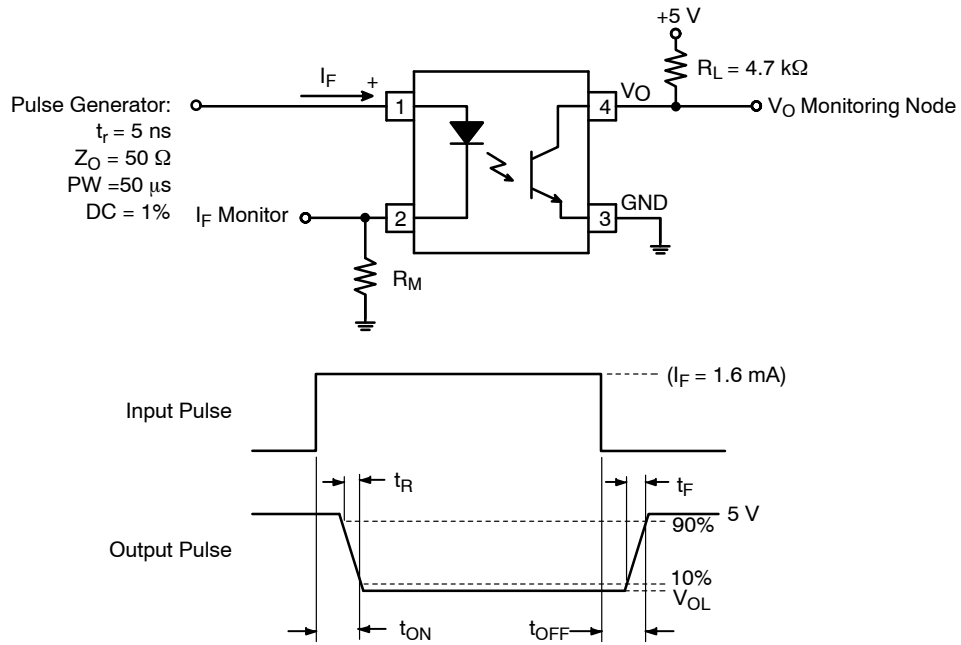 +5 V
R_L = 4.7 kΩ
I_F +
Pulse Generator:
t_r = 5 ns
Z_O = 50 Ω
PW =50 μs
DC = 1%
1
4
V_O
V_O Monitoring Node
I_F Monitor
2
3
GND
R_M
Input Pulse
(I_F = 1.6 mA)
t_R
t_F
5 V
90%
Output Pulse
10%
V_OL
t_ON
t_OFF